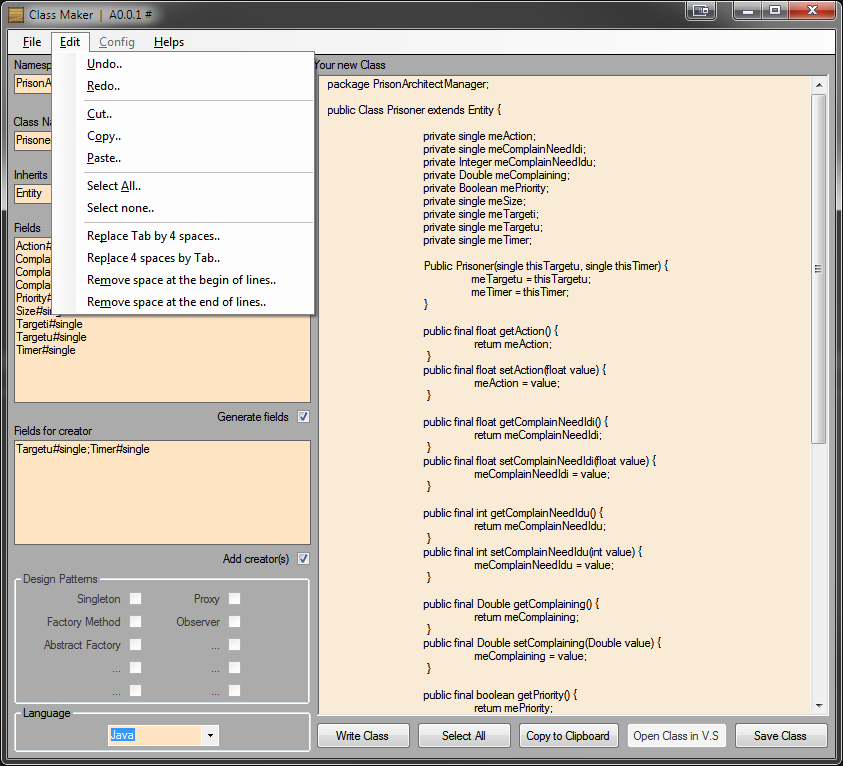 Class Maker | A0.0.1 #
File Edit Config Helps
Undo..
Redo..
Cut..
Copy..
Paste..
Select All..
Select none..
Replace Tab by 4 spaces..
Replace 4 spaces by Tab..
Remove space at the begin of lines..
Remove space at the end of lines..
Namesp
PrisonA
Class Na
Prisone
Inherits
Entity
Fields
Action#
Compla
Compla
Compla
Priority#
Size#sin
Targeti#single
Targetu#single
Timer#single
Generate fields
Fields for creator
Targetu#single;Timer#single
Add creator(s)
Design Patterns
Singleton Proxy
Factory Method Observer
Abstract Factory ...
... ...
... ...
Language
Java
Your new Class
package PrisonArchitectManager;
public Class Prisoner extends Entity {
private single meAction;
private single meComplainNeedIdi;
private Integer meComplainNeedIdu;
private Double meComplaining;
private Boolean mePriority;
private single meSize;
private single meTargeti;
private single meTargetu;
private single meTimer;
Public Prisoner(single thisTargetu, single thisTimer) {
meTargetu = thisTargetu;
meTimer = thisTimer;
}
public final float getAction() {
return meAction;
}
public final float setAction(float value) {
meAction = value;
}
public final float getComplainNeedIdi() {
return meComplainNeedIdi;
}
public final float setComplainNeedIdi(float value) {
meComplainNeedIdi = value;
}
public final int getComplainNeedIdu() {
return meComplainNeedIdu;
}
public final int setComplainNeedIdu(int value) {
meComplainNeedIdu = value;
}
public final Double getComplaining() {
return meComplaining;
}
public final Double setComplaining(Double value) {
meComplaining = value;
}
public final boolean getPriority() {
return mePriority;
Write Class Select All Copy to Clipboard Open Class in V.S Save Class